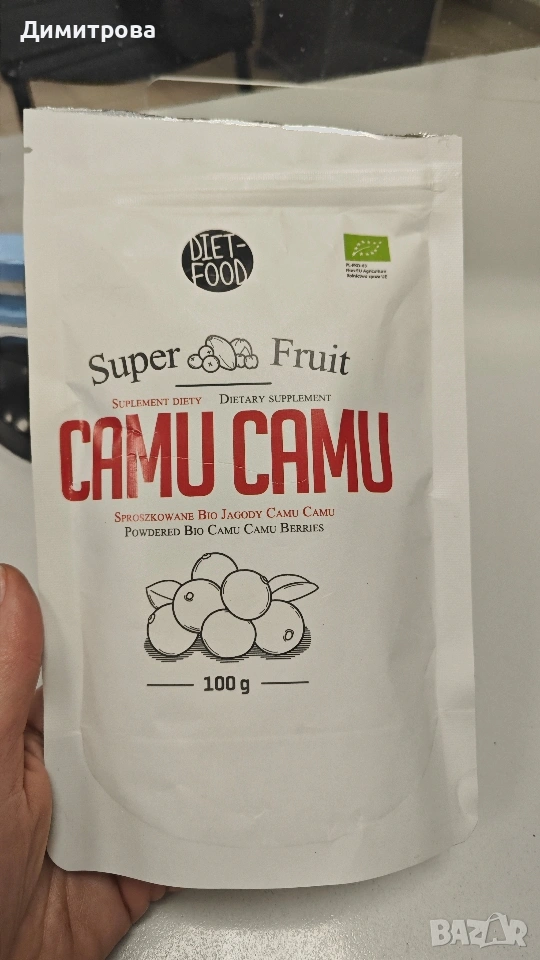 Димитрова
DIET-
FOOD
Super Fruit
SUPLEMENT DIETY DIETARY SUPPLEMENT
CAMU CAMU
SPROSZKOWANE BIO JAGODY CAMU CAMU
POWDERED BIO CAMU CAMU BERRIES
100 g
BAZAR